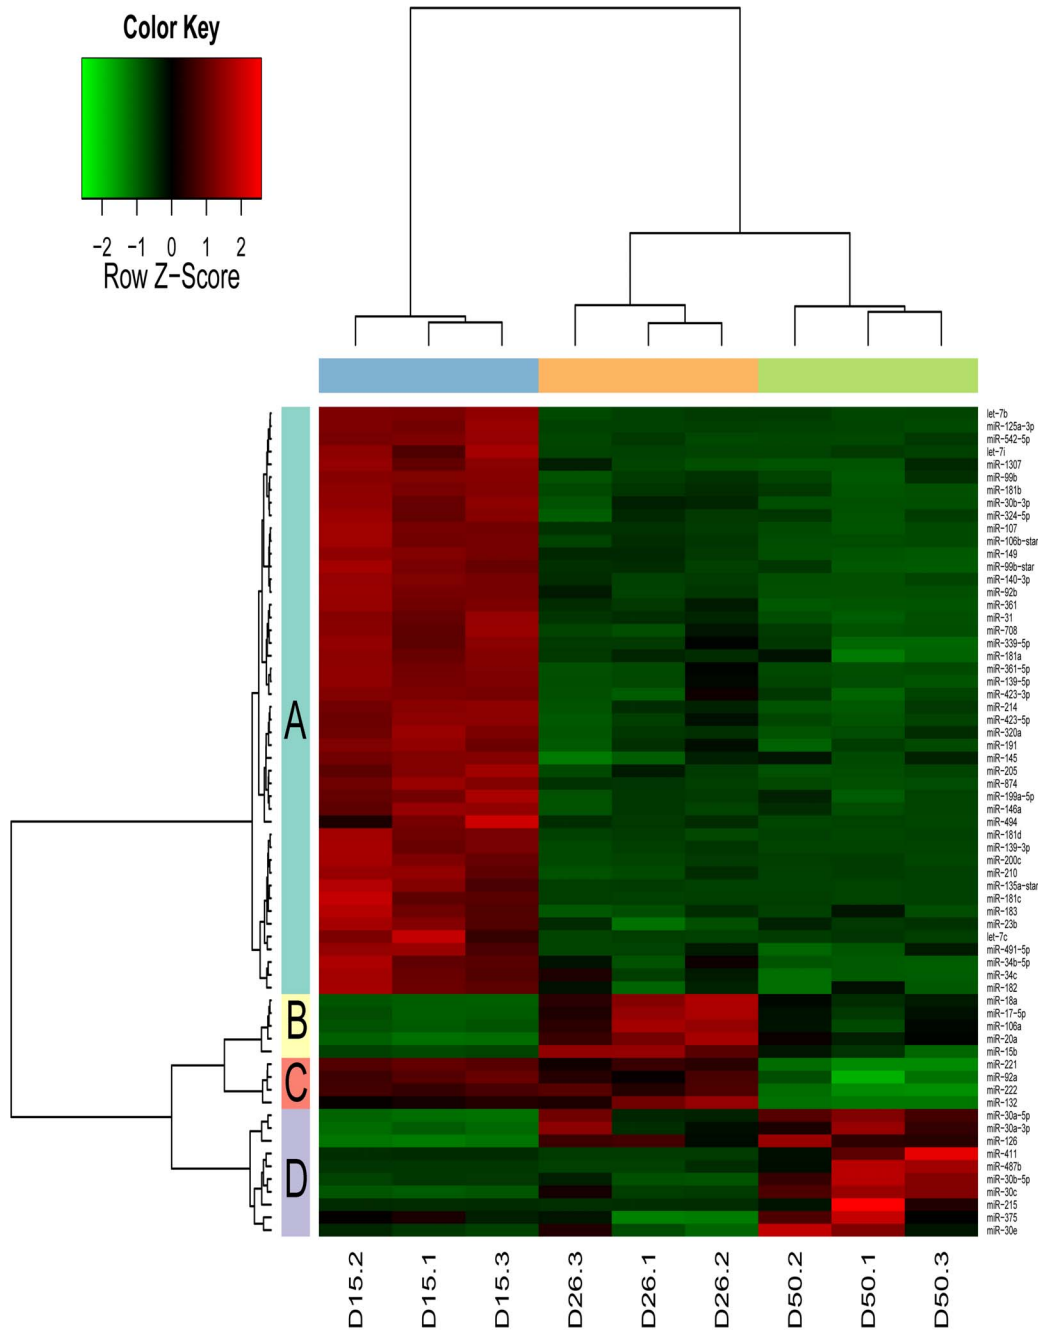 Color Key
−2 −1 0 1 2
Row Z−Score
A
B
C
D
let−7b
miR−125a−3p
miR−542−5p
let−7i
miR−1307
miR−99b
miR−181b
miR−30b−3p
miR−324−5p
miR−107
miR−106b−star
miR−149
miR−99b−star
miR−140−3p
miR−92b
miR−361
miR−31
miR−708
miR−339−5p
miR−181a
miR−361−5p
miR−139−5p
miR−423−3p
miR−214
miR−423−5p
miR−320a
miR−191
miR−145
miR−205
miR−874
miR−199a−5p
miR−146a
miR−494
miR−181d
miR−139−3p
miR−200c
miR−210
miR−135a−star
miR−181c
miR−183
miR−23b
let−7c
miR−491−5p
miR−34b−5p
miR−34c
miR−182
miR−18a
miR−17−5p
miR−106a
miR−20a
miR−15b
miR−221
miR−92a
miR−222
miR−132
miR−30a−5p
miR−30a−3p
miR−126
miR−411
miR−487b
miR−30b−5p
miR−30c
miR−215
miR−375
miR−30e
D15.2
D15.1
D15.3
D26.3
D26.1
D26.2
D50.2
D50.1
D50.3